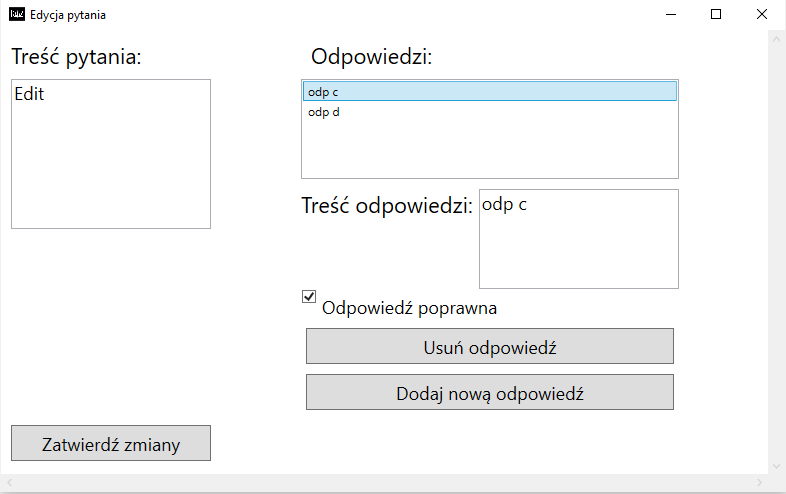 Edycja pytania
Treść pytania:
Edit
Odpowiedzi:
odp c
odp d
Treść odpowiedzi:
odp c
Odpowiedź poprawna
Usuń odpowiedź
Dodaj nową odpowiedź
Zatwierdź zmiany